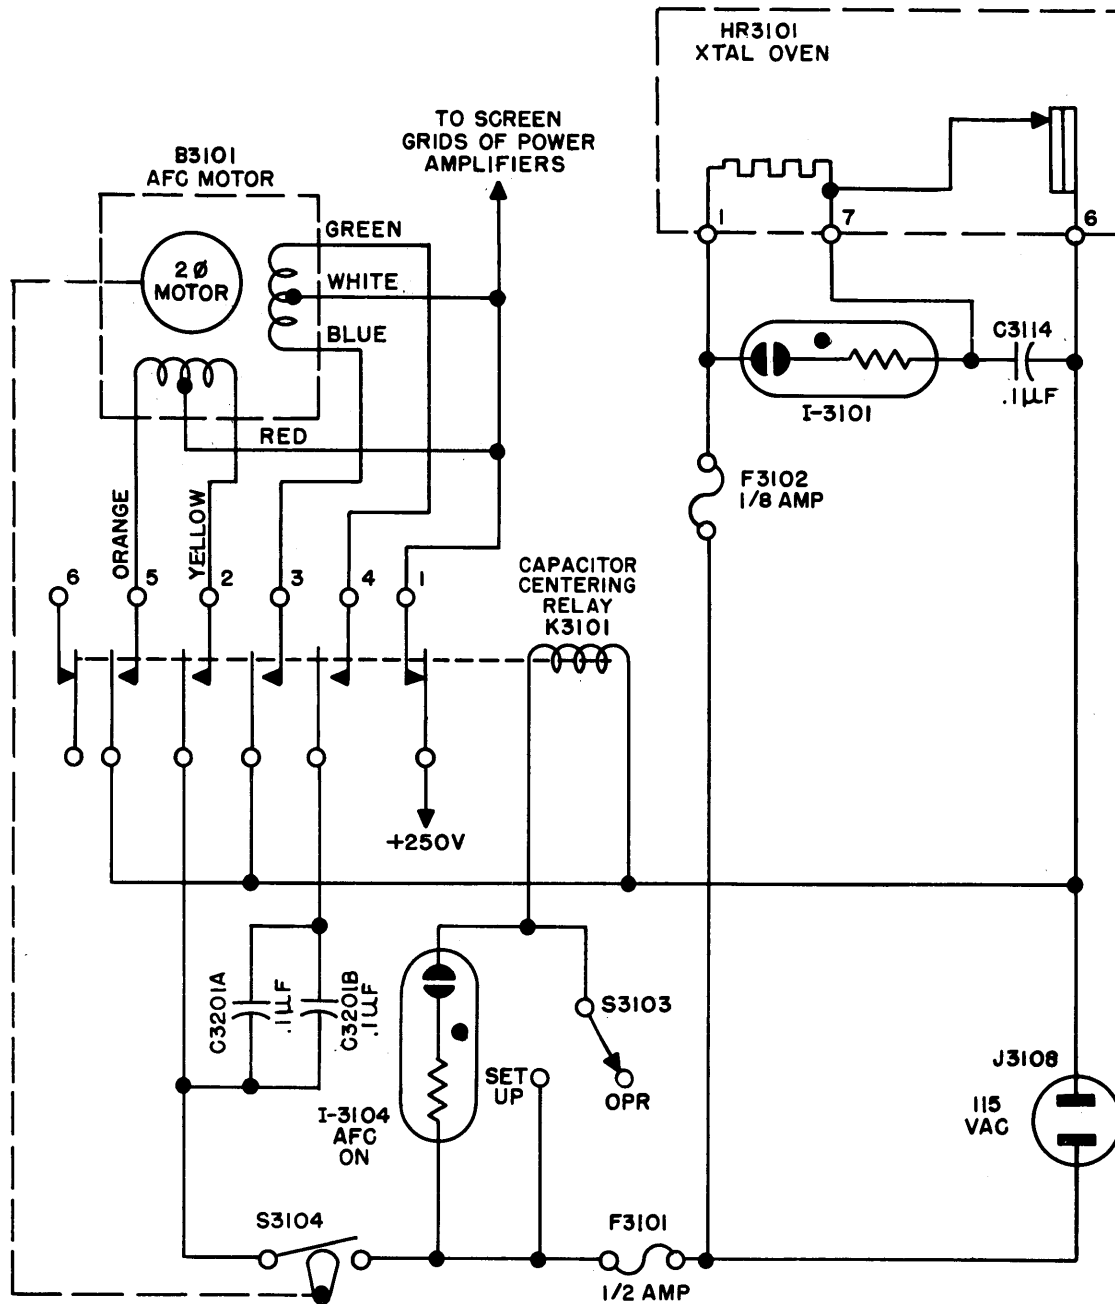 HR3101
XTAL OVEN
TO SCREEN
GRIDS OF POWER
AMPLIFIERS
B3101
AFC MOTOR
GREEN
2Ø
MOTOR
WHITE
BLUE
RED
1
7
6
C3114
.1µF
I-3101
F3102
1/8 AMP
ORANGE
YELLOW
6
5
2
3
4
1
CAPACITOR
CENTERING
RELAY
K3101
+250V
C3201A
.1µF
C3201B
.1µF
S3103
SET
UP
OPR
I-3104
AFC
ON
J3108
115
VAC
S3104
F3101
1/2 AMP